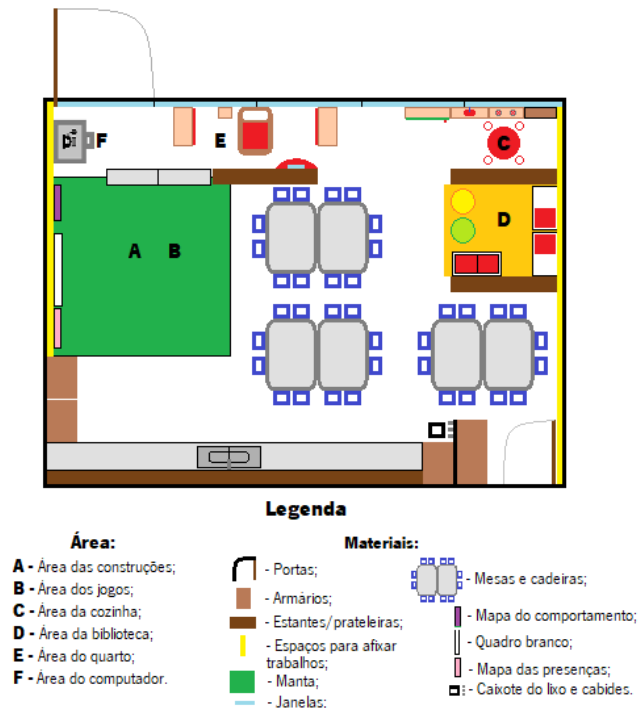 D F
E
C
D
A B
Legenda
Área:
A - Área das construções;
B - Área dos jogos;
C - Área da cozinha;
D - Área da biblioteca;
E - Área do quarto;
F - Área do computador.
Materiais:
- Portas;
- Armários;
- Estantes/prateleiras;
- Espaços para afixar
trabalhos;
- Manta;
- Janelas;
- Mesas e cadeiras;
- Mapa do comportamento;
- Quadro branco;
- Mapa das presenças;
- Caixote do lixo e cabides.